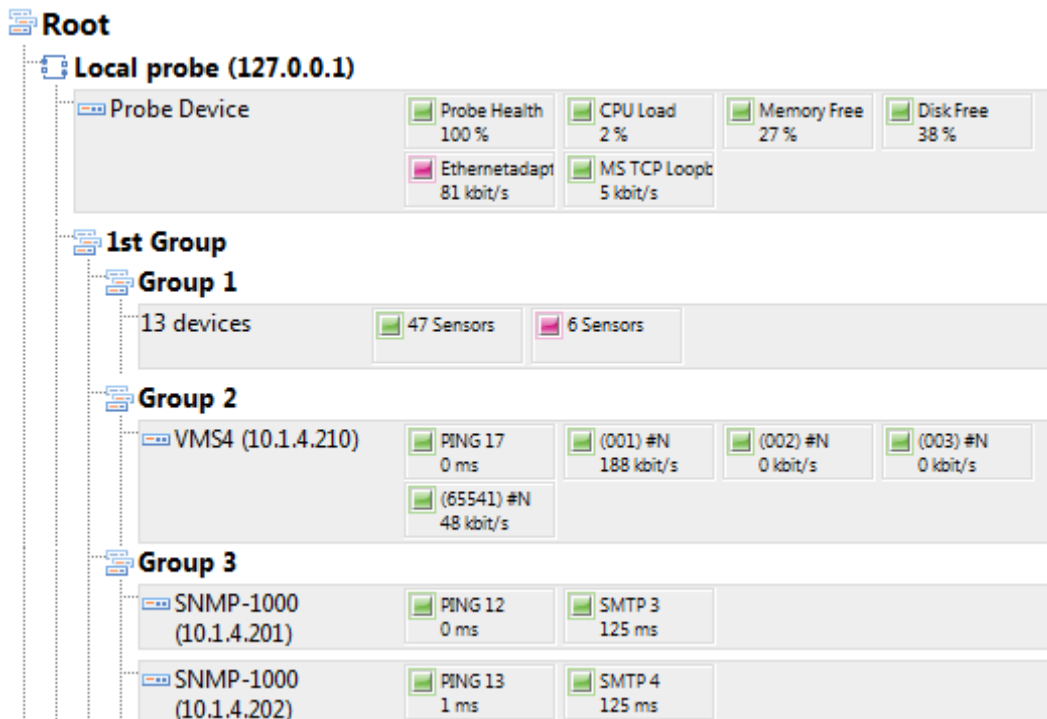 Root
Local probe (127.0.0.1)
Probe Device
Probe Health
100 %
CPU Load
2 %
Memory Free
27 %
Disk Free
38 %
Ethernetadapt
81 kbit/s
MS TCP Loopb
5 kbit/s
1st Group
Group 1
13 devices
47 Sensors
6 Sensors
Group 2
VMS4 (10.1.4.210)
PING 17
0 ms
(001) #N
188 kbit/s
(002) #N
0 kbit/s
(003) #N
0 kbit/s
(65541) #N
48 kbit/s
Group 3
SNMP-1000
(10.1.4.201)
PING 12
0 ms
SMTP 3
125 ms
SNMP-1000
(10.1.4.202)
PING 13
1 ms
SMTP 4
125 ms